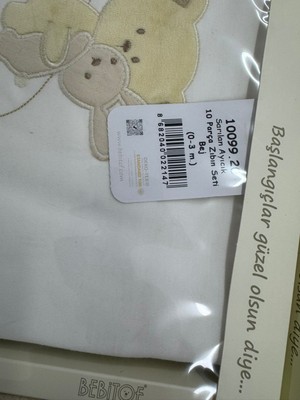 10099.2
Sarılan Ayıcık
10 Parça Zıbın Seti
Bej
(0-3 m.)
8 682040 022147
Başlangıçlar güzel olsun diye...
BEBITOF